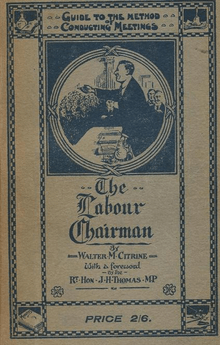 GUIDE TO THE METHOD
CONDUCTING MEETINGS
The
Labour
Chairman
By
WALTER·M·CITRINE
With a foreword
by the
RT·HON·J·H·THOMAS·MP
PRICE 2/6.